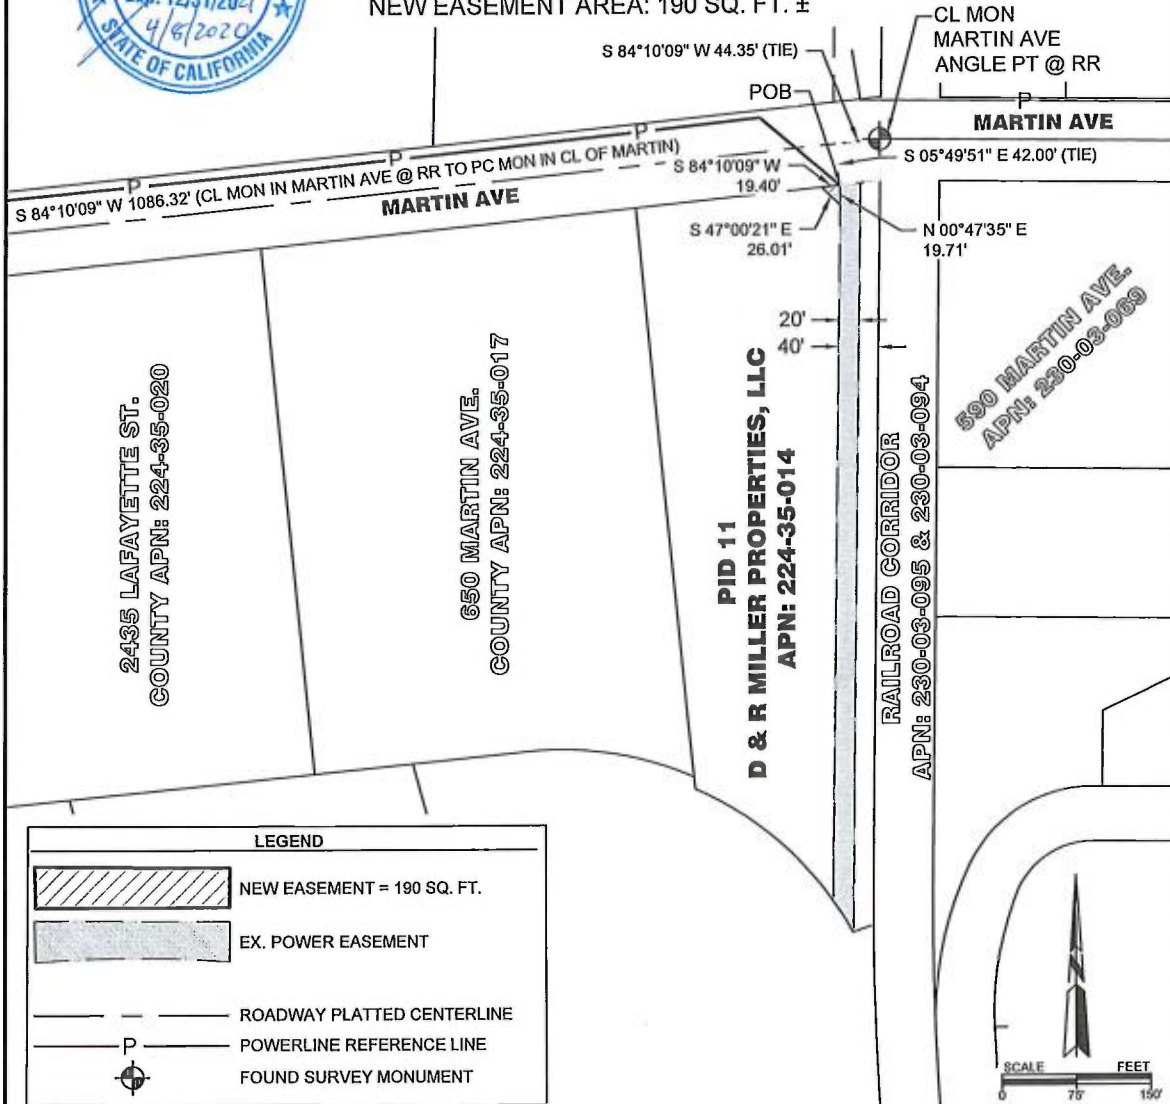 Exp. 12/31/2021
4/8/2020
STATE OF CALIFORNIA
NEW EASEMENT AREA: 190 SQ. FT. ±
S 84°10'09" W 44.35' (TIE)
CL MON
MARTIN AVE
ANGLE PT @ RR
POB
P
MARTIN AVE
S 05°49'51" E 42.00' (TIE)
P
P
P
S 84°10'09" W 1086.32' (CL MON IN MARTIN AVE @ RR TO PC MON IN CL OF MARTIN)
MARTIN AVE
S 84°10'09" W
19.40'
S 47°00'21" E
26.01'
N 00°47'35" E
19.71'
20'
40'
2435 LAFAYETTE ST.
COUNTY APN: 224-35-020
650 MARTIN AVE.
COUNTY APN: 224-35-017
PID 11
D & R MILLER PROPERTIES, LLC
APN: 224-35-014
RAILROAD CORRIDOR
APN: 230-03-095 & 230-03-094
590 MARTIN AVE.
APN: 230-03-069
LEGEND
NEW EASEMENT = 190 SQ. FT.
EX. POWER EASEMENT
ROADWAY PLATTED CENTERLINE
P
POWERLINE REFERENCE LINE
FOUND SURVEY MONUMENT
N
SCALE FEET
0 75' 150'